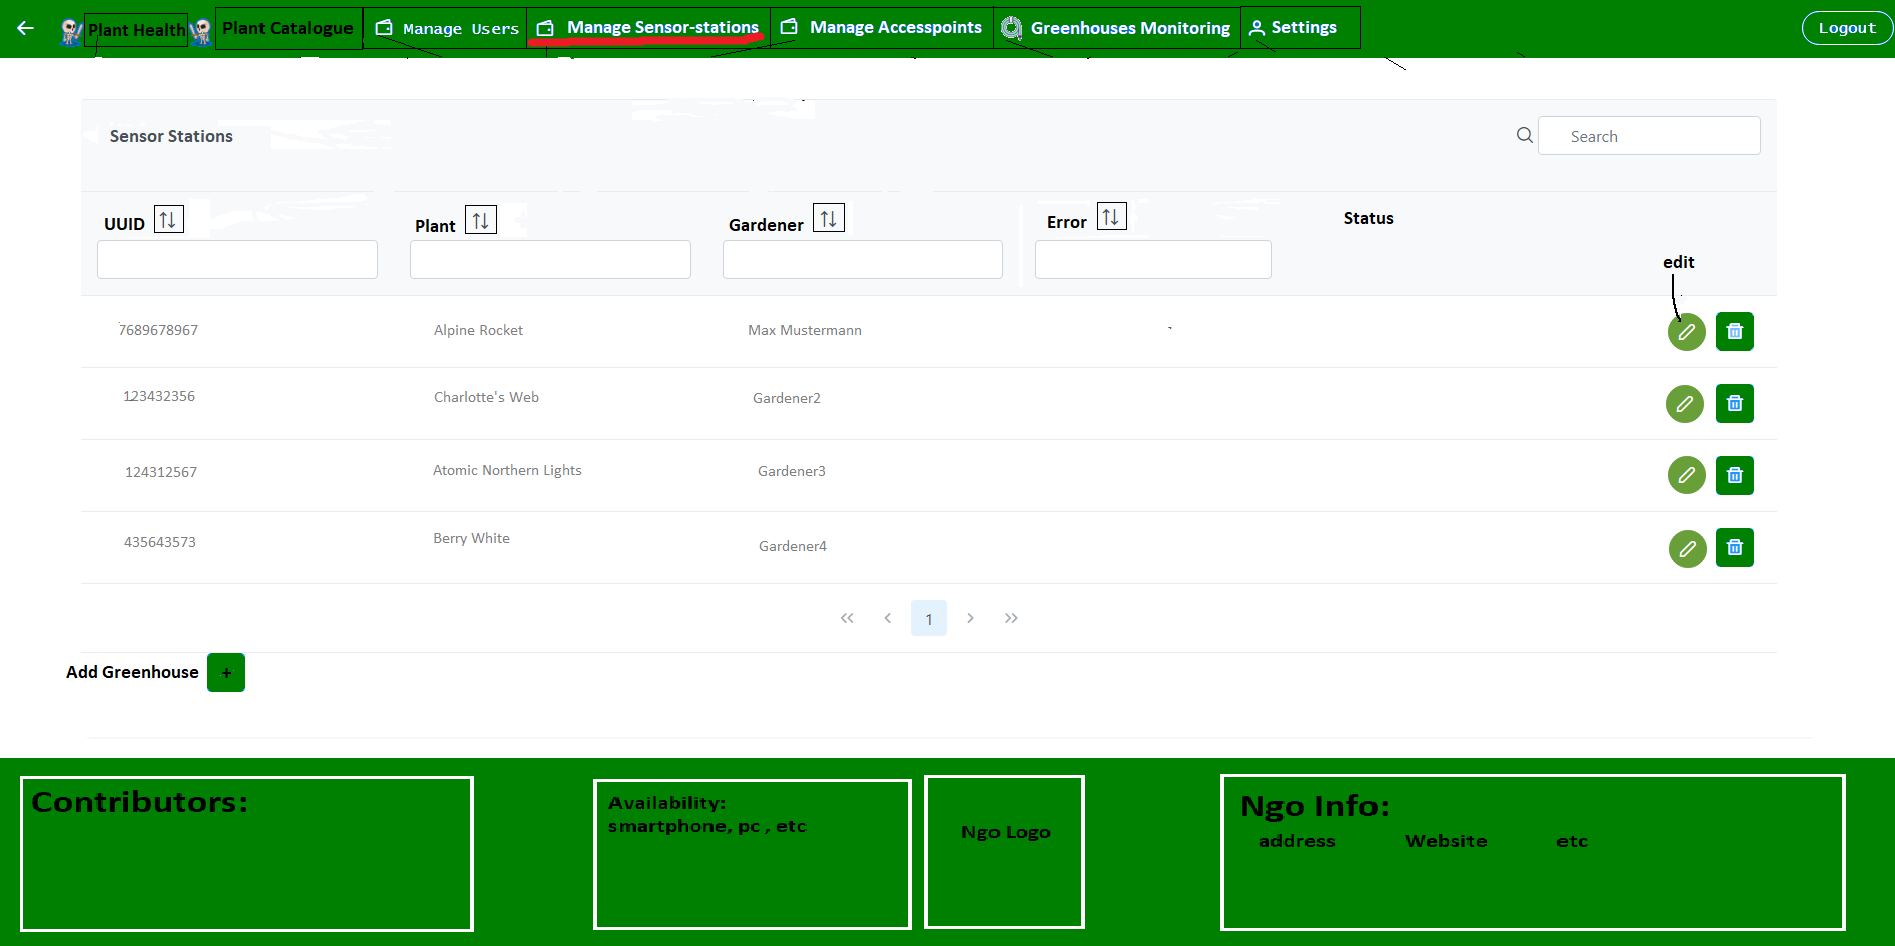 Plant Health Plant Catalogue Manage Users Manage Sensor-stations Manage Accesspoints Greenhouses Monitoring Settings Logout
Sensor Stations Search
UUID Plant Gardener Error Status
edit
7689678967 Alpine Rocket Max Mustermann
123432356 Charlotte's Web Gardener2
124312567 Atomic Northern Lights Gardener3
435643573 Berry White Gardener4
« ‹ 1 › »
Add Greenhouse +
Contributors:
Availability:
smartphone, pc , etc
Ngo Logo
Ngo Info:
address Website etc